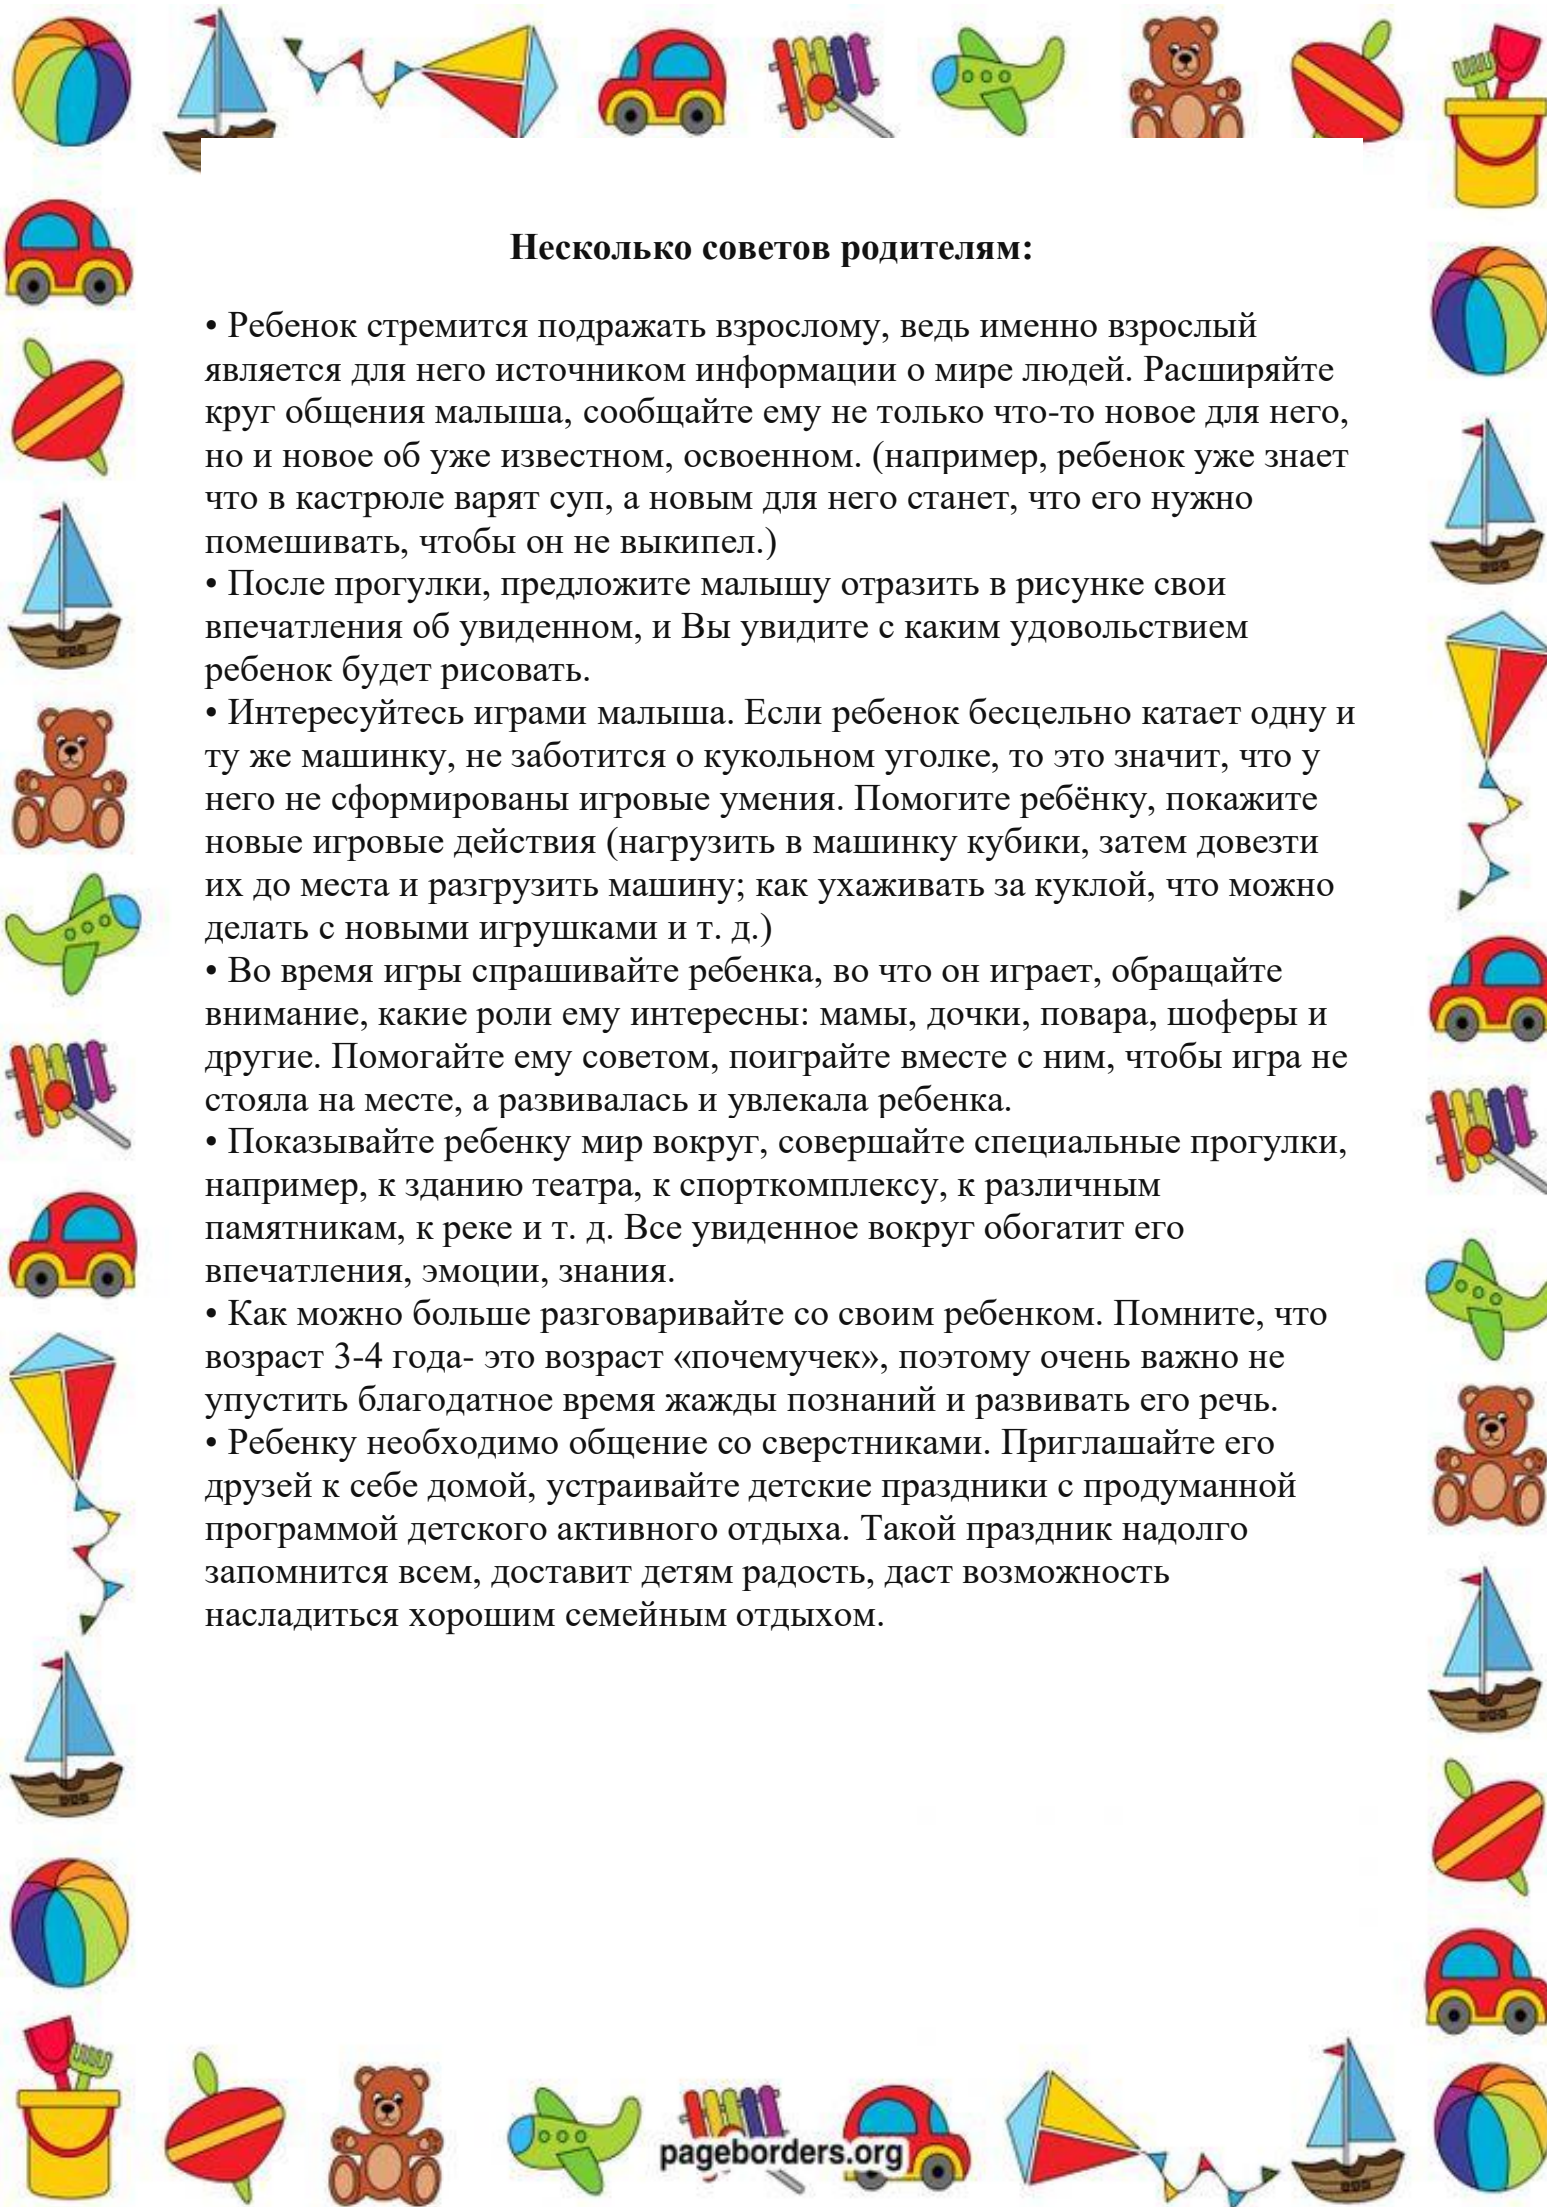 Несколько советов родителям:
• Ребенок стремится подражать взрослому, ведь именно взрослый
является для него источником информации о мире людей. Расширяйте
круг общения малыша, сообщайте ему не только что-то новое для него,
но и новое об уже известном, освоенном. (например, ребенок уже знает
что в кастрюле варят суп, а новым для него станет, что его нужно
помешивать, чтобы он не выкипел.)
• После прогулки, предложите малышу отразить в рисунке свои
впечатления об увиденном, и Вы увидите с каким удовольствием
ребенок будет рисовать.
• Интересуйтесь играми малыша. Если ребенок бесцельно катает одну и
ту же машинку, не заботится о кукольном уголке, то это значит, что у
него не сформированы игровые умения. Помогите ребёнку, покажите
новые игровые действия (нагрузить в машинку кубики, затем довезти
их до места и разгрузить машину; как ухаживать за куклой, что можно
делать с новыми игрушками и т. д.)
• Во время игры спрашивайте ребенка, во что он играет, обращайте
внимание, какие роли ему интересны: мамы, дочки, повара, шоферы и
другие. Помогайте ему советом, поиграйте вместе с ним, чтобы игра не
стояла на месте, а развивалась и увлекала ребенка.
• Показывайте ребенку мир вокруг, совершайте специальные прогулки,
например, к зданию театра, к спорткомплексу, к различным
памятникам, к реке и т. д. Все увиденное вокруг обогатит его
впечатления, эмоции, знания.
• Как можно больше разговаривайте со своим ребенком. Помните, что
возраст 3-4 года- это возраст «почемучек», поэтому очень важно не
упустить благодатное время жажды познаний и развивать его речь.
• Ребенку необходимо общение со сверстниками. Приглашайте его
друзей к себе домой, устраивайте детские праздники с продуманной
программой детского активного отдыха. Такой праздник надолго
запомнится всем, доставит детям радость, даст возможность
насладиться хорошим семейным отдыхом.
pageborders.org